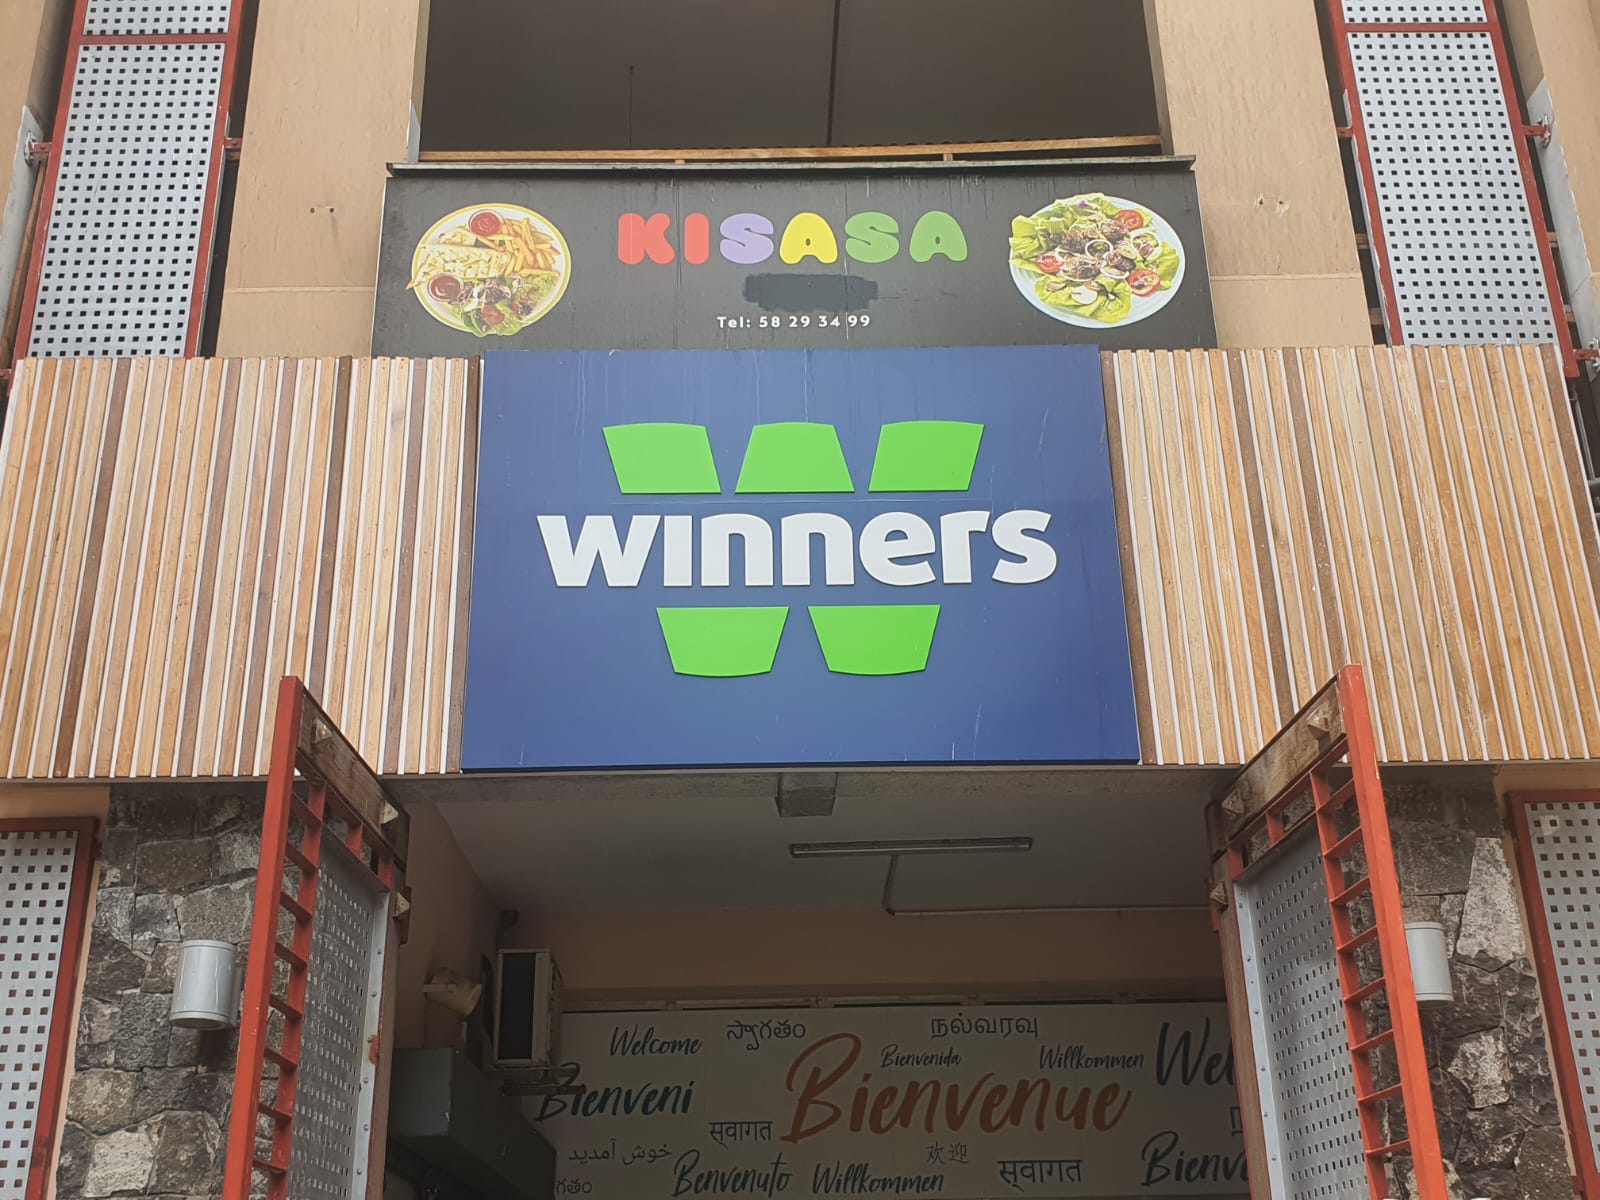 KISASA
Tel: 58 29 34 99
winners
Welcome
స్వాగతం
நல்வரவு
Bienvenida
Willkommen
Bienveni
Bienvenue
स्वागत
خوش آمدید
Benvenuto
Willkommen
欢迎
स्वागत